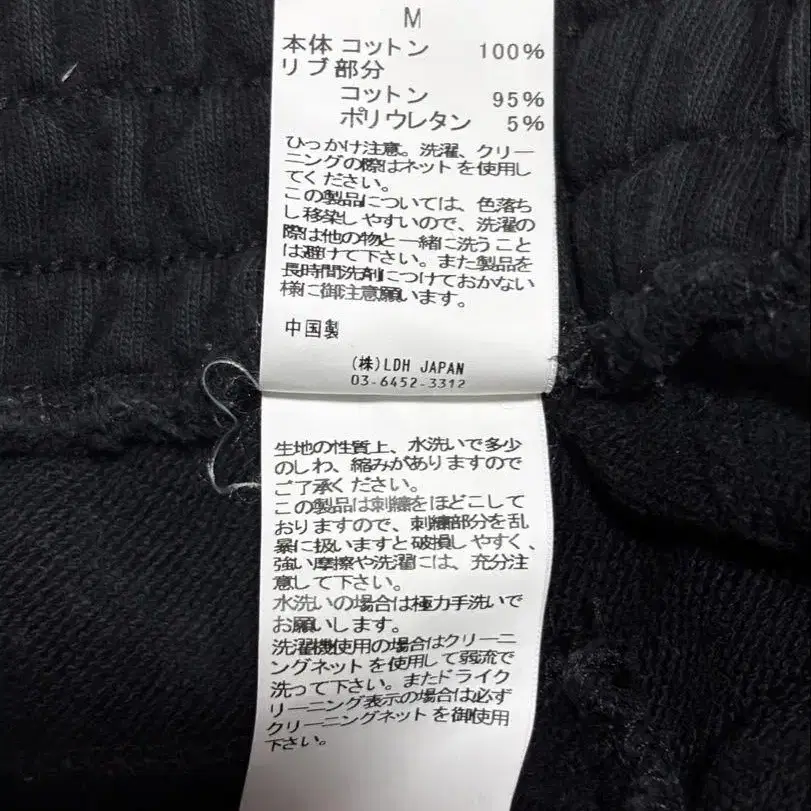 M
本体 コットン 100%
リブ部分
コットン 95%
ポリウレタン 5%
ひっかけ注意。洗濯、クリー
ニングの際はネットを使用し
てください。
この製品については、色落ち
し移染しやすいので、洗濯の
際は他の物と一緒に洗うこと
は避けて下さい。また製品を
長時間洗剤につけておかない
様に御注意願います。
中国製
(株)LDH JAPAN
03-6452-3312
生地の性質上、水洗いで多少
のしわ、縮みがありますので
ご了承ください。
この製品は刺繍をほどこして
おりますので、刺繍部分を乱
暴に扱いますと破損しやすく、
強い摩擦や洗濯には、充分注
意して下さい。
水洗いの場合は極力手洗いで
お願いします。
洗濯機使用の場合はクリーニ
ングネットを使用して弱流で
洗って下さい。またドライク
リーニング表示の場合は必ず
クリーニングネットを御使用
下さい。